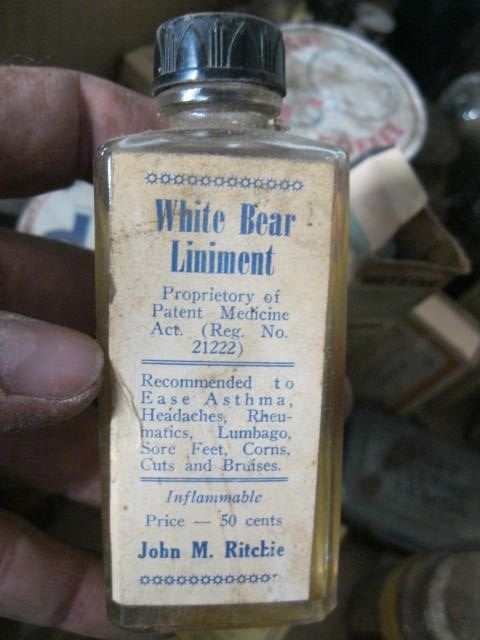 White Bear
Liniment
Proprietory of
Patent Medicine
Act. (Reg. No.
21222)
Recommended to
Ease Asthma,
Headaches, Rheu-
matics, Lumbago,
Sore Feet, Corns,
Cuts and Bruises.
Inflammable
Price — 50 cents
John M. Ritchie